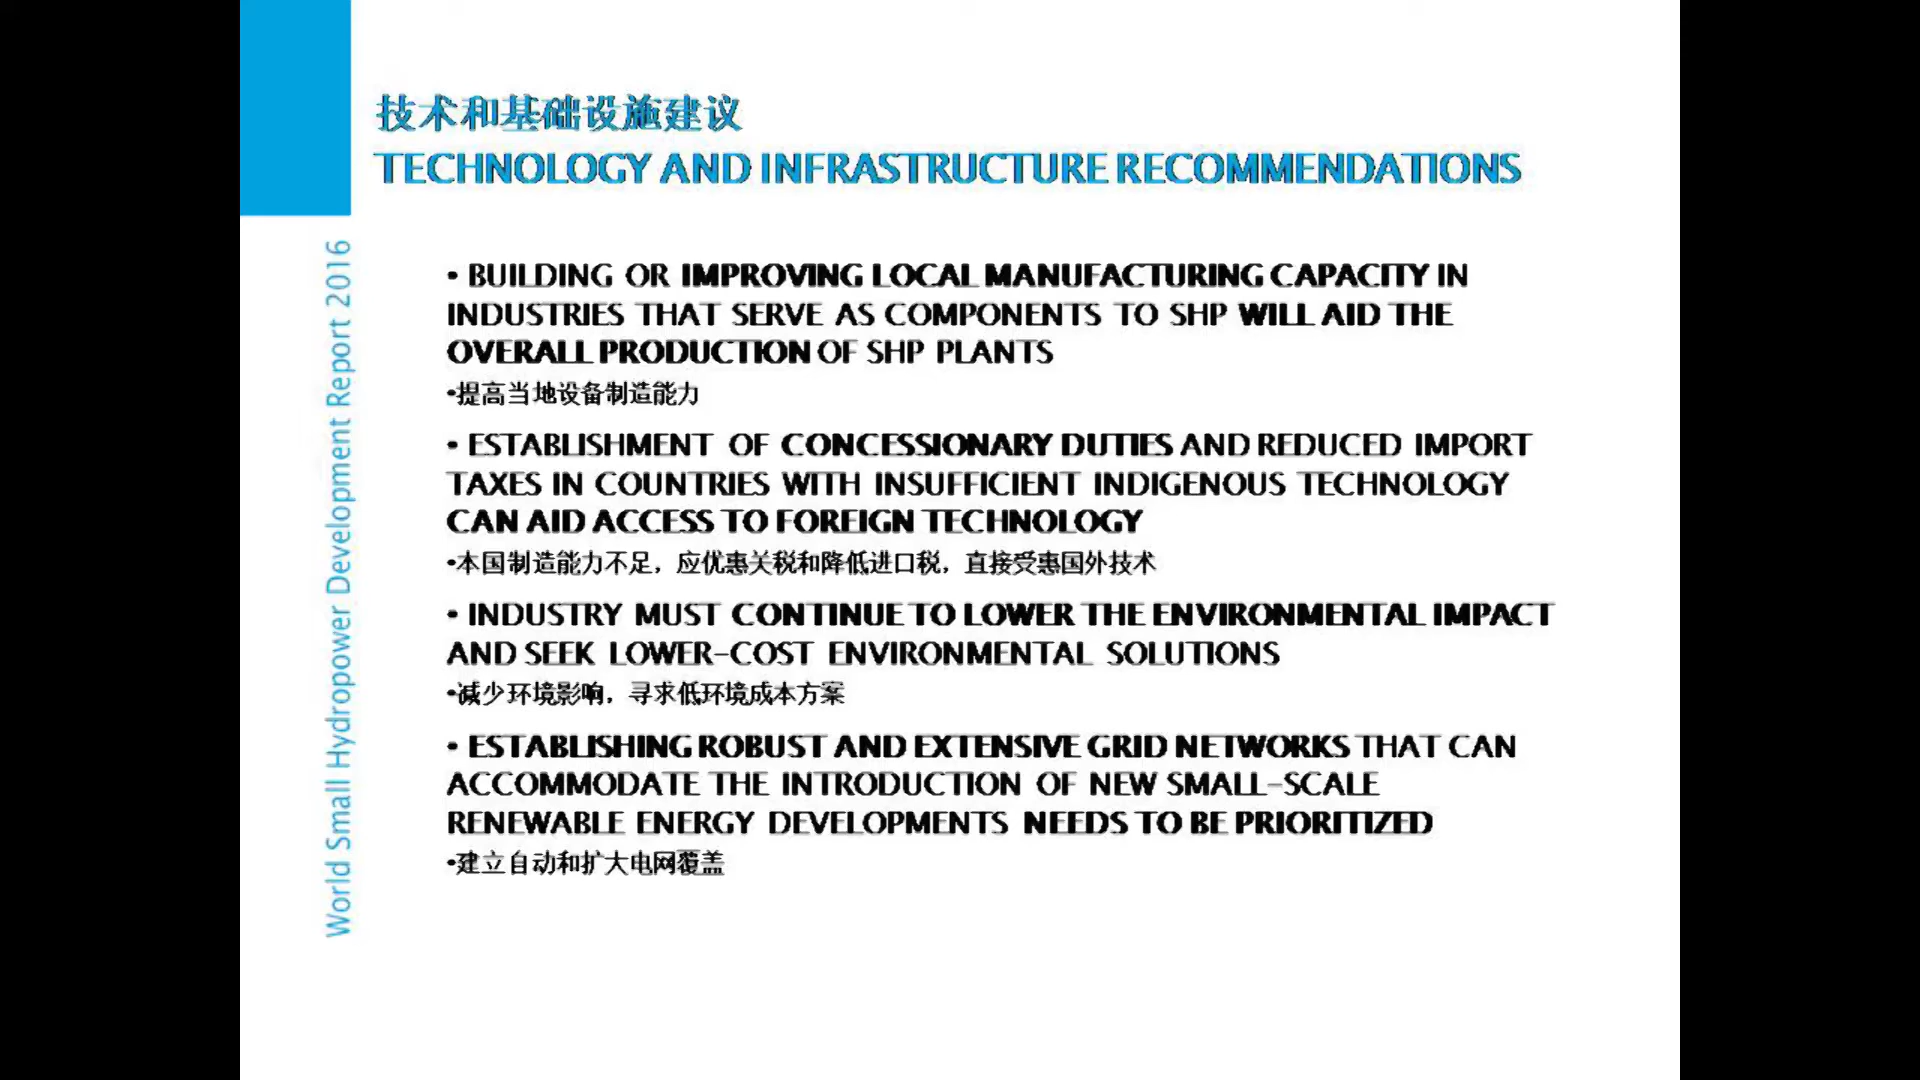 技术和基础设施建议
TECHNOLOGY AND INFRASTRUCTURE RECOMMENDATIONS
World Small Hydropower Development Report 2016
• BUILDING OR IMPROVING LOCAL MANUFACTURING CAPACITY IN
INDUSTRIES THAT SERVE AS COMPONENTS TO SHP WILL AID THE
OVERALL PRODUCTION OF SHP PLANTS
•提高当地设备制造能力
• ESTABLISHMENT OF CONCESSIONARY DUTIES AND REDUCED IMPORT
TAXES IN COUNTRIES WITH INSUFFICIENT INDIGENOUS TECHNOLOGY
CAN AID ACCESS TO FOREIGN TECHNOLOGY
•本国制造能力不足，应优惠关税和降低进口税，直接受惠国外技术
• INDUSTRY MUST CONTINUE TO LOWER THE ENVIRONMENTAL IMPACT
AND SEEK LOWER-COST ENVIRONMENTAL SOLUTIONS
•减少环境影响，寻求低环境成本方案
• ESTABLISHING ROBUST AND EXTENSIVE GRID NETWORKS THAT CAN
ACCOMMODATE THE INTRODUCTION OF NEW SMALL-SCALE
RENEWABLE ENERGY DEVELOPMENTS NEEDS TO BE PRIORITIZED
•建立自动和扩大电网覆盖